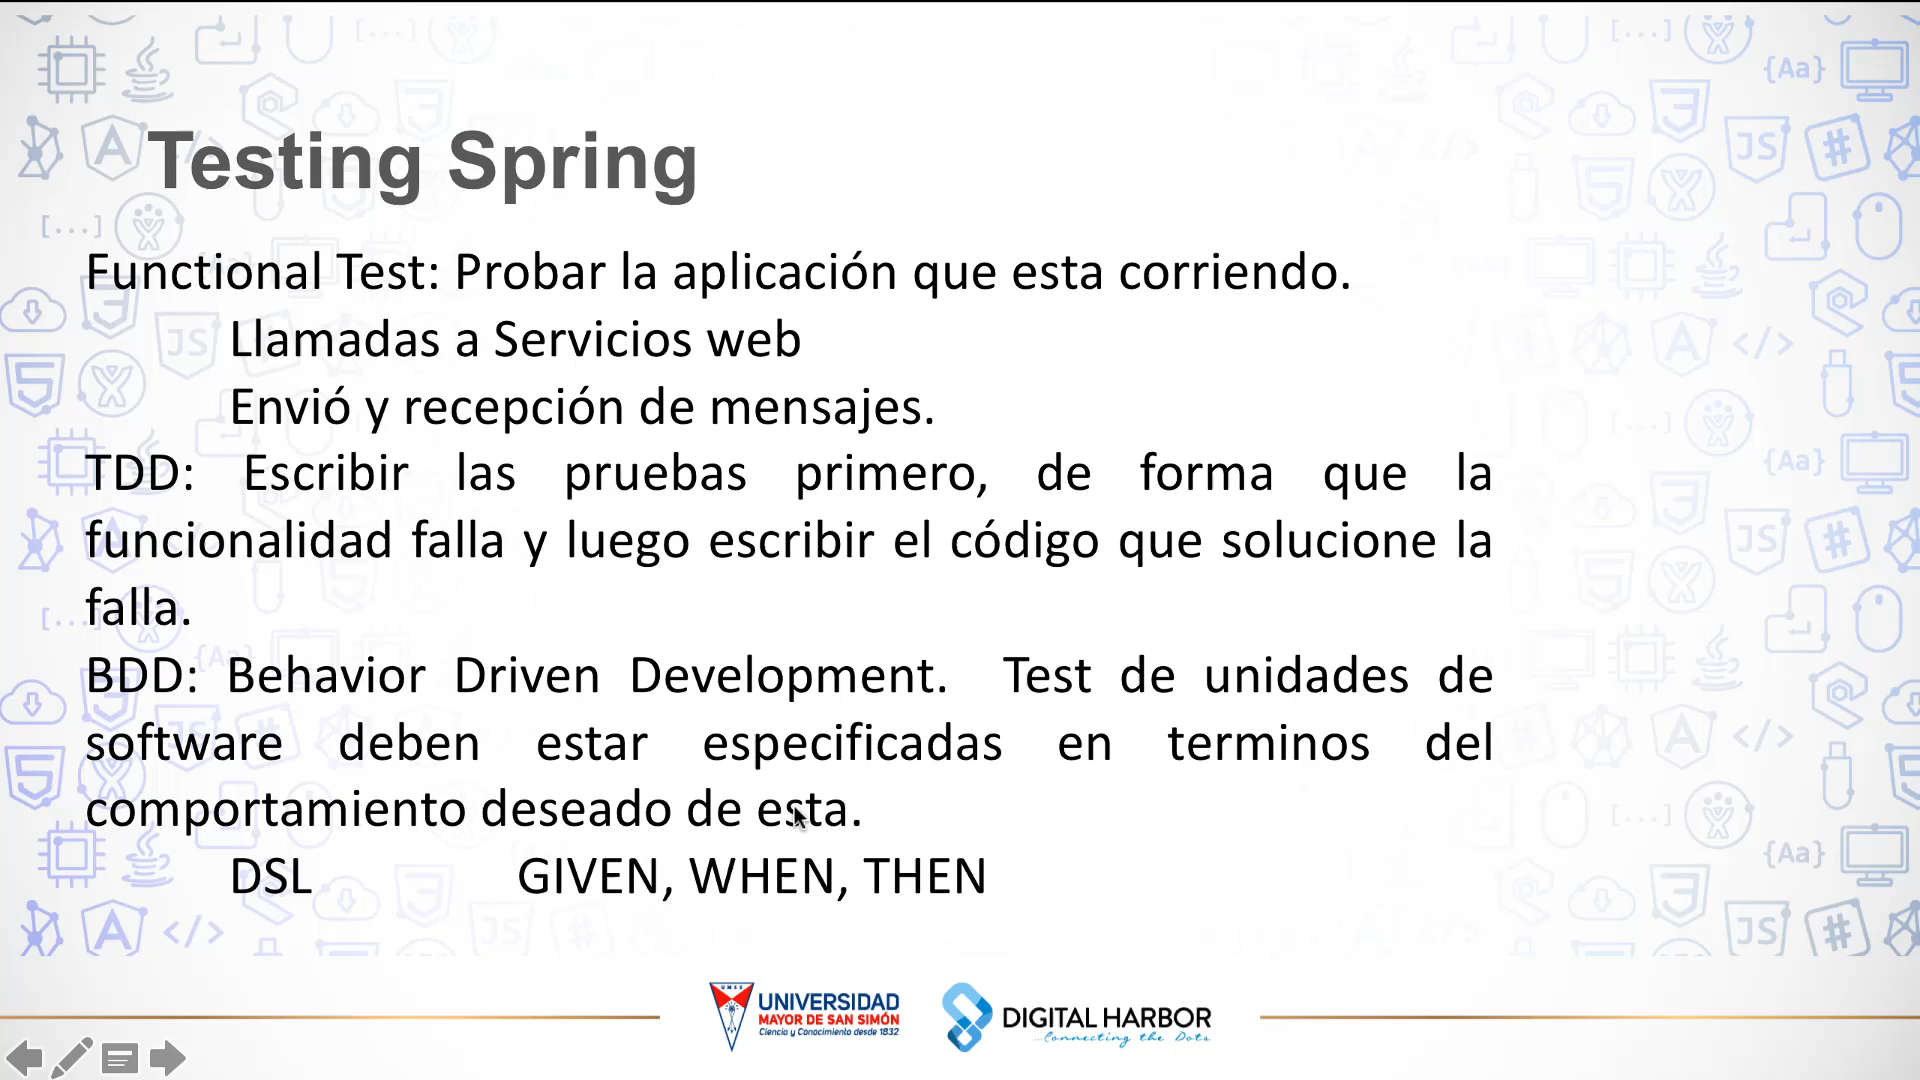 Testing Spring
Functional Test: Probar la aplicación que esta corriendo.
Llamadas a Servicios web
Envió y recepción de mensajes.
TDD: Escribir las pruebas primero, de forma que la
funcionalidad falla y luego escribir el código que solucione la
falla.
BDD: Behavior Driven Development. Test de unidades de
software deben estar especificadas en terminos del
comportamiento deseado de esta.
DSL GIVEN, WHEN, THEN
UMSS
UNIVERSIDAD
MAYOR DE SAN SIMÓN
Ciencia y Conocimiento desde 1832
DIGITAL HARBOR
...Connecting the Dots